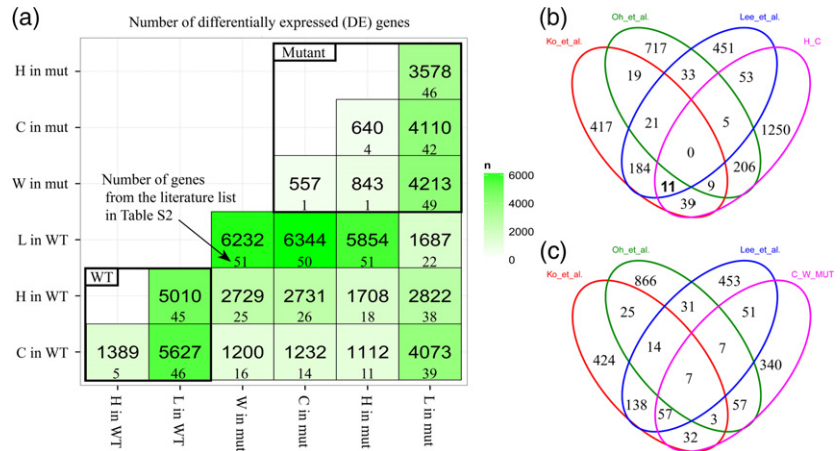 (a)
Number of differentially expressed (DE) genes
H in mut
Mutant
3578
46
C in mut
640
4
4110
42
W in mut
557
1
843
1
4213
49
Number of genes
from the literature list
in Table S2
L in WT
6232
51
6344
50
5854
51
1687
22
H in WT
WT
5010
45
2729
25
2731
26
1708
18
2822
38
C in WT
1389
5
5627
46
1200
16
1232
14
1112
11
4073
39
H in WT
L in WT
W in mut
C in mut
H in mut
L in mut
n
6000
4000
2000
0
(b)
Oh_et_al.
Lee_et_al.
Ko_et_al.
H_C
717
451
19
33
53
417
21
5
1250
0
184
11
9
206
39
(c)
Oh_et_al.
Lee_et_al.
Ko_et_al.
C_W_MUT
866
453
25
31
51
424
14
7
340
7
138
57
3
57
32